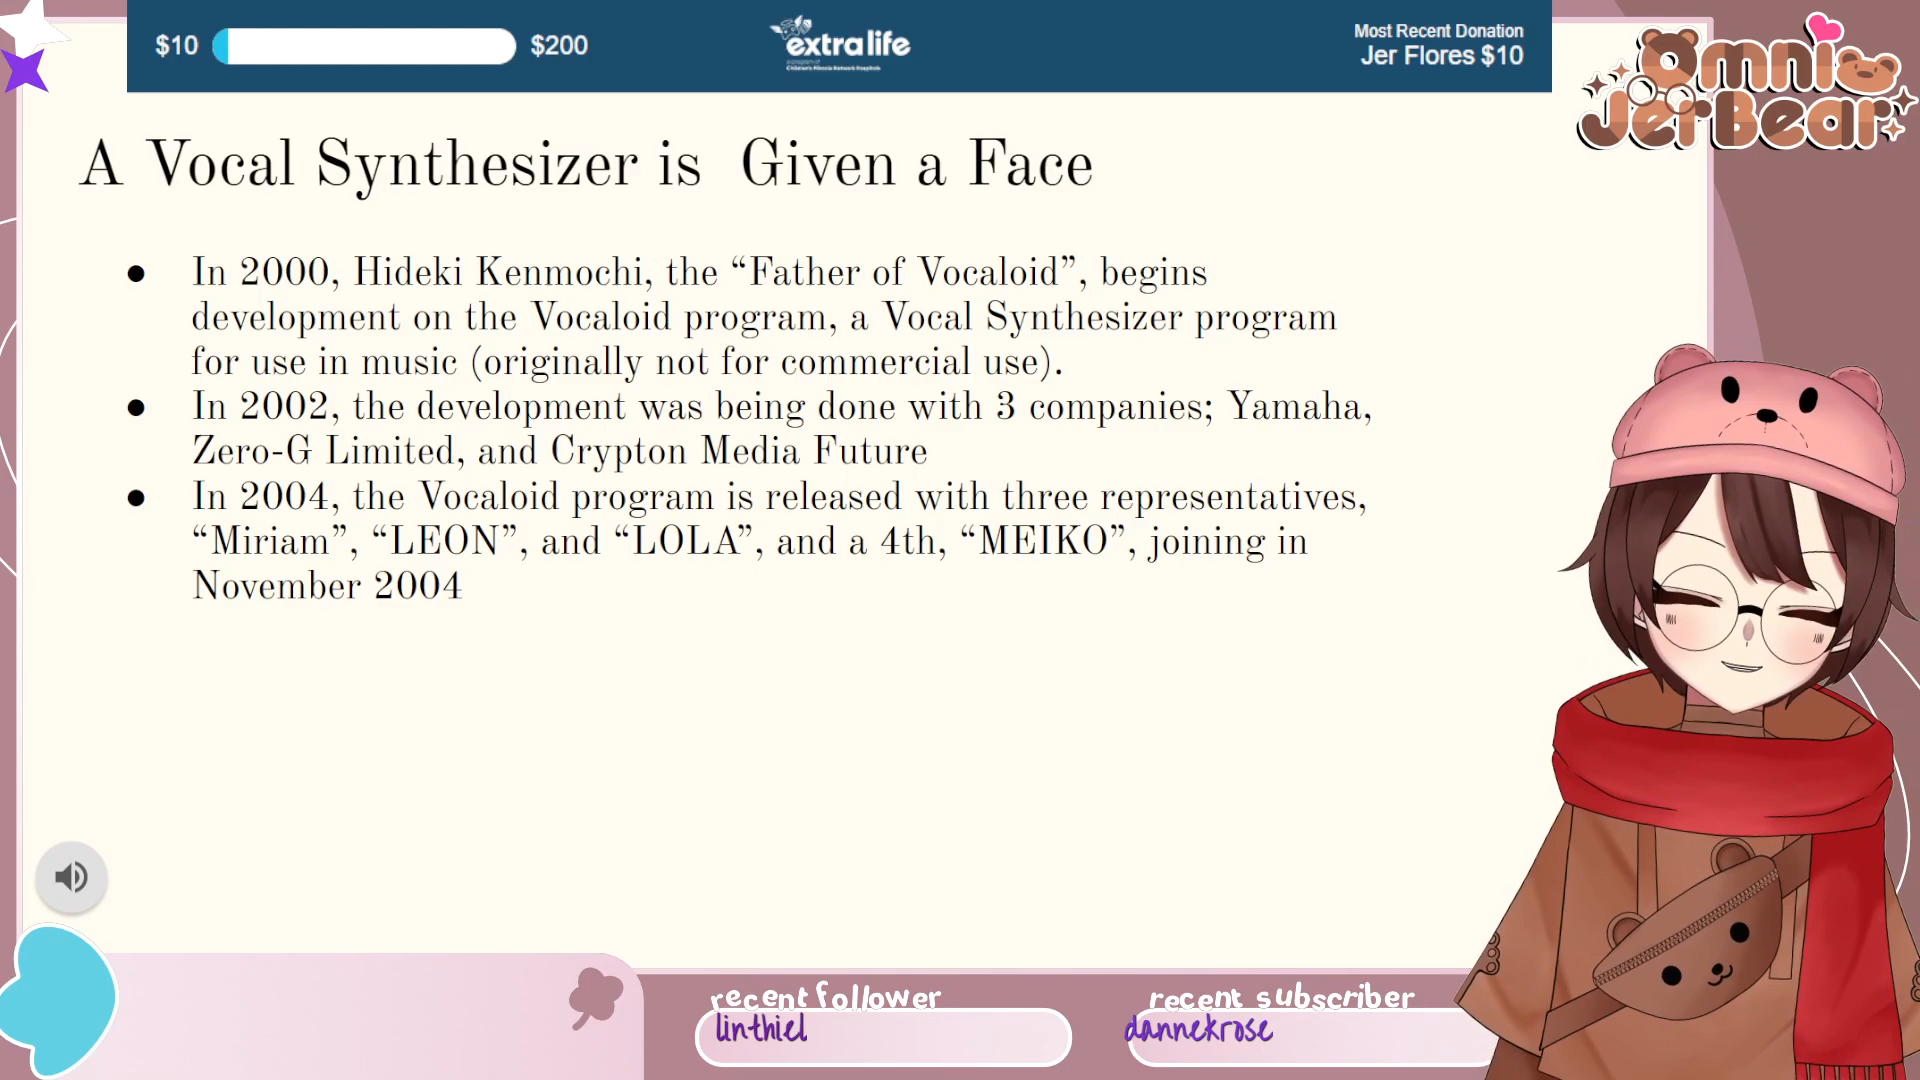 $10
$200
extralife
Most Recent Donation
Jer Flores $10
Omni
JerBear
A Vocal Synthesizer is  Given a Face
● In 2000, Hideki Kenmochi, the “Father of Vocaloid”, begins
development on the Vocaloid program, a Vocal Synthesizer program
for use in music (originally not for commercial use).
● In 2002, the development was being done with 3 companies; Yamaha,
Zero-G Limited, and Crypton Media Future
● In 2004, the Vocaloid program is released with three representatives,
“Miriam”, “LEON”, and “LOLA”, and a 4th, “MEIKO”, joining in
November 2004
recent follower
linthiel
recent subscriber
dannekrose